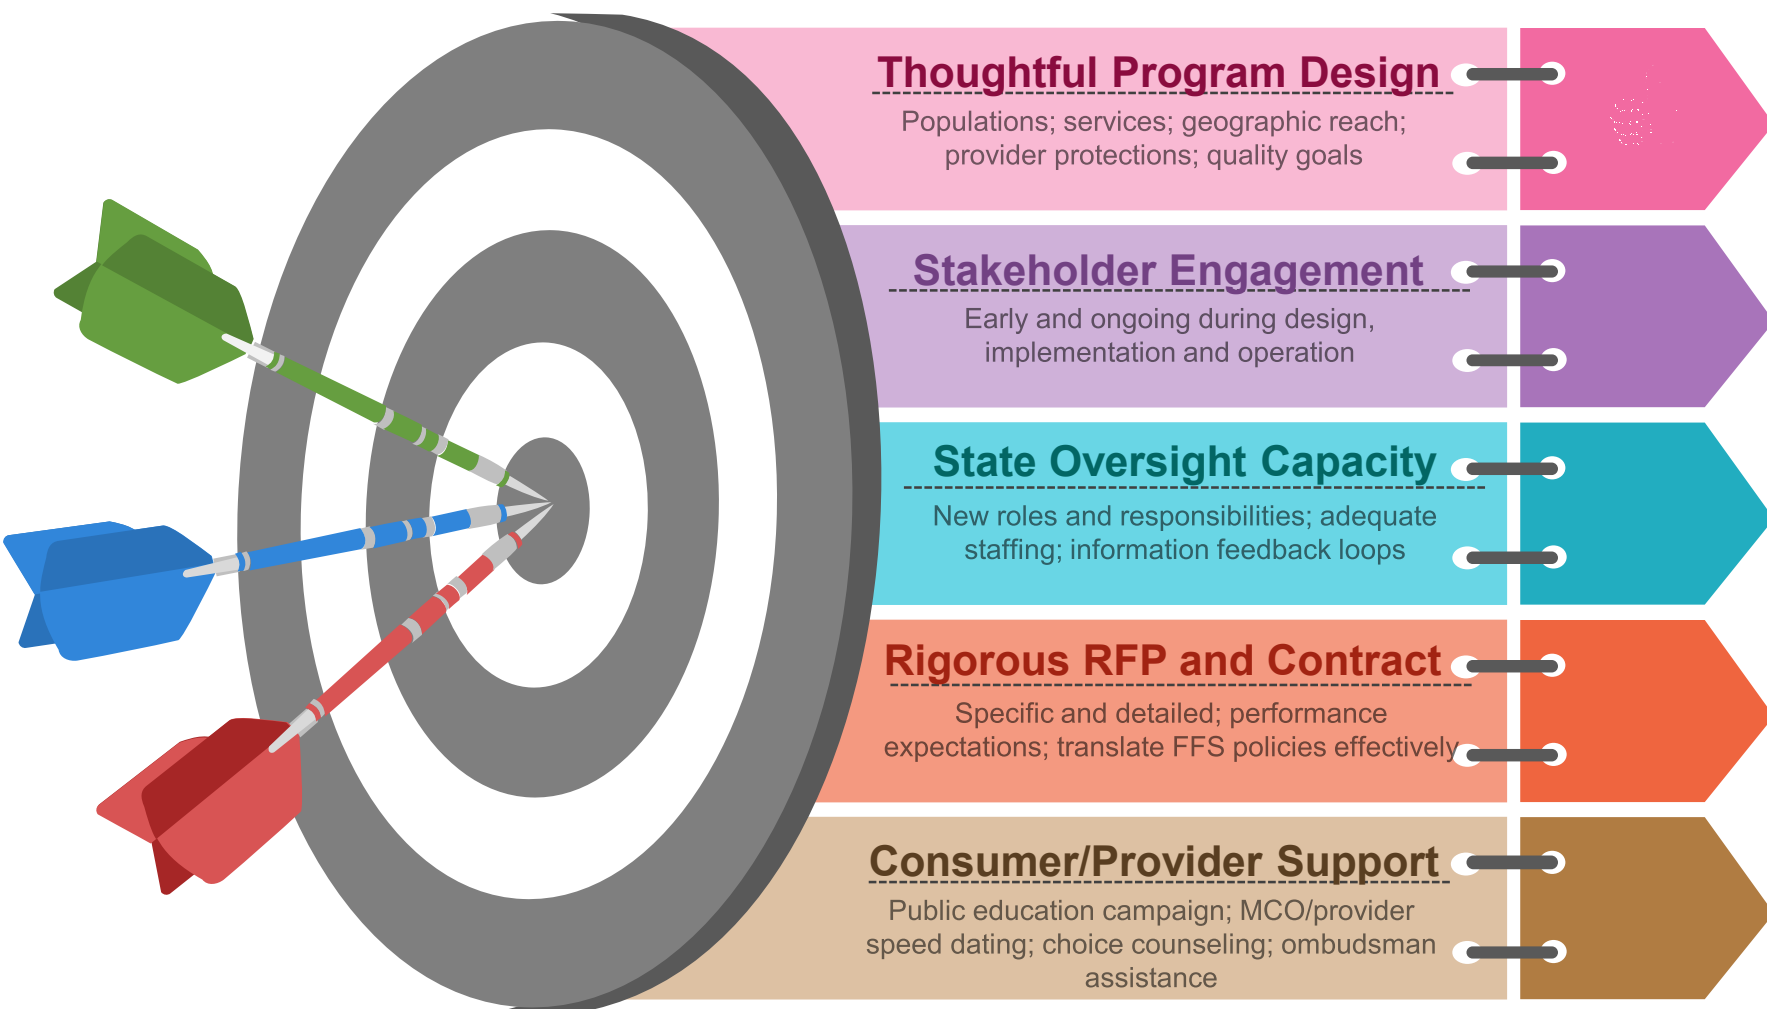 Thoughtful Program Design
Populations; services; geographic reach;
provider protections; quality goals
Stakeholder Engagement
Early and ongoing during design,
implementation and operation
State Oversight Capacity
New roles and responsibilities; adequate
staffing; information feedback loops
Rigorous RFP and Contract
Specific and detailed; performance
expectations; translate FFS policies effectively
Consumer/Provider Support
Public education campaign; MCO/provider
speed dating; choice counseling; ombudsman
assistance